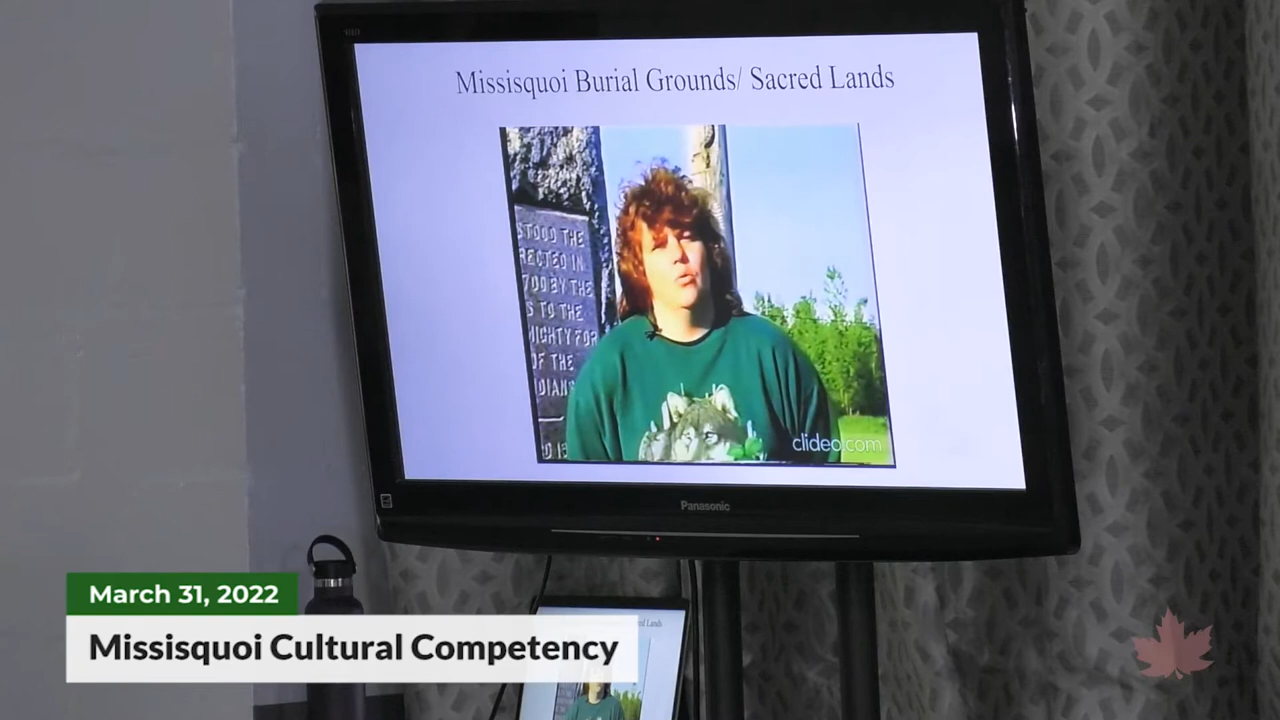 Missisquoi Burial Grounds/ Sacred Lands
STOOD THE
RECTED IN
700 BY THE
S TO THE
MIGHTY FOR
OF THE
DIANS
clideo.com
Panasonic
March 31, 2022
Missisquoi Cultural Competency